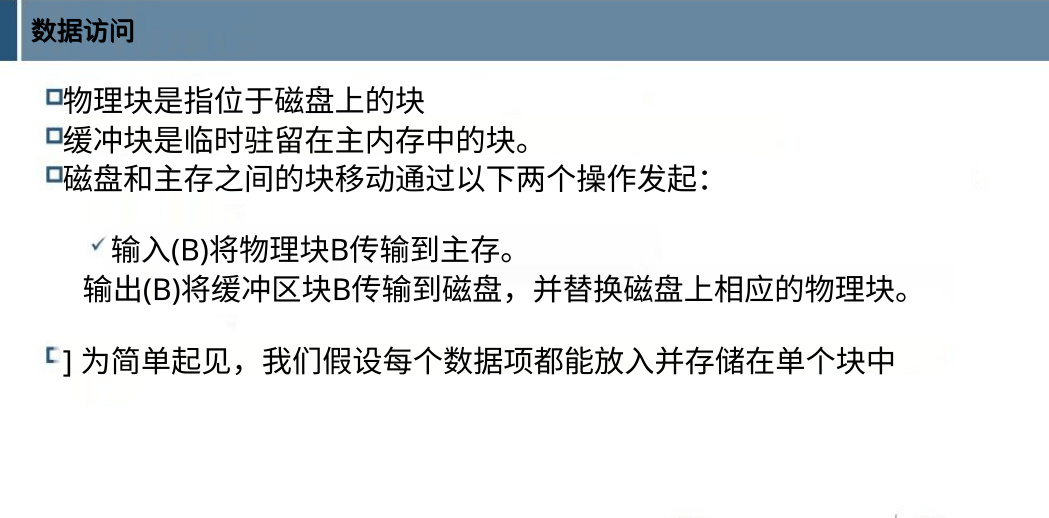 数据访问
物理块是指位于磁盘上的块
缓冲块是临时驻留在主内存中的块。
磁盘和主存之间的块移动通过以下两个操作发起：
输入(B)将物理块B传输到主存。
输出(B)将缓冲区块B传输到磁盘，并替换磁盘上相应的物理块。
] 为简单起见，我们假设每个数据项都能放入并存储在单个块中